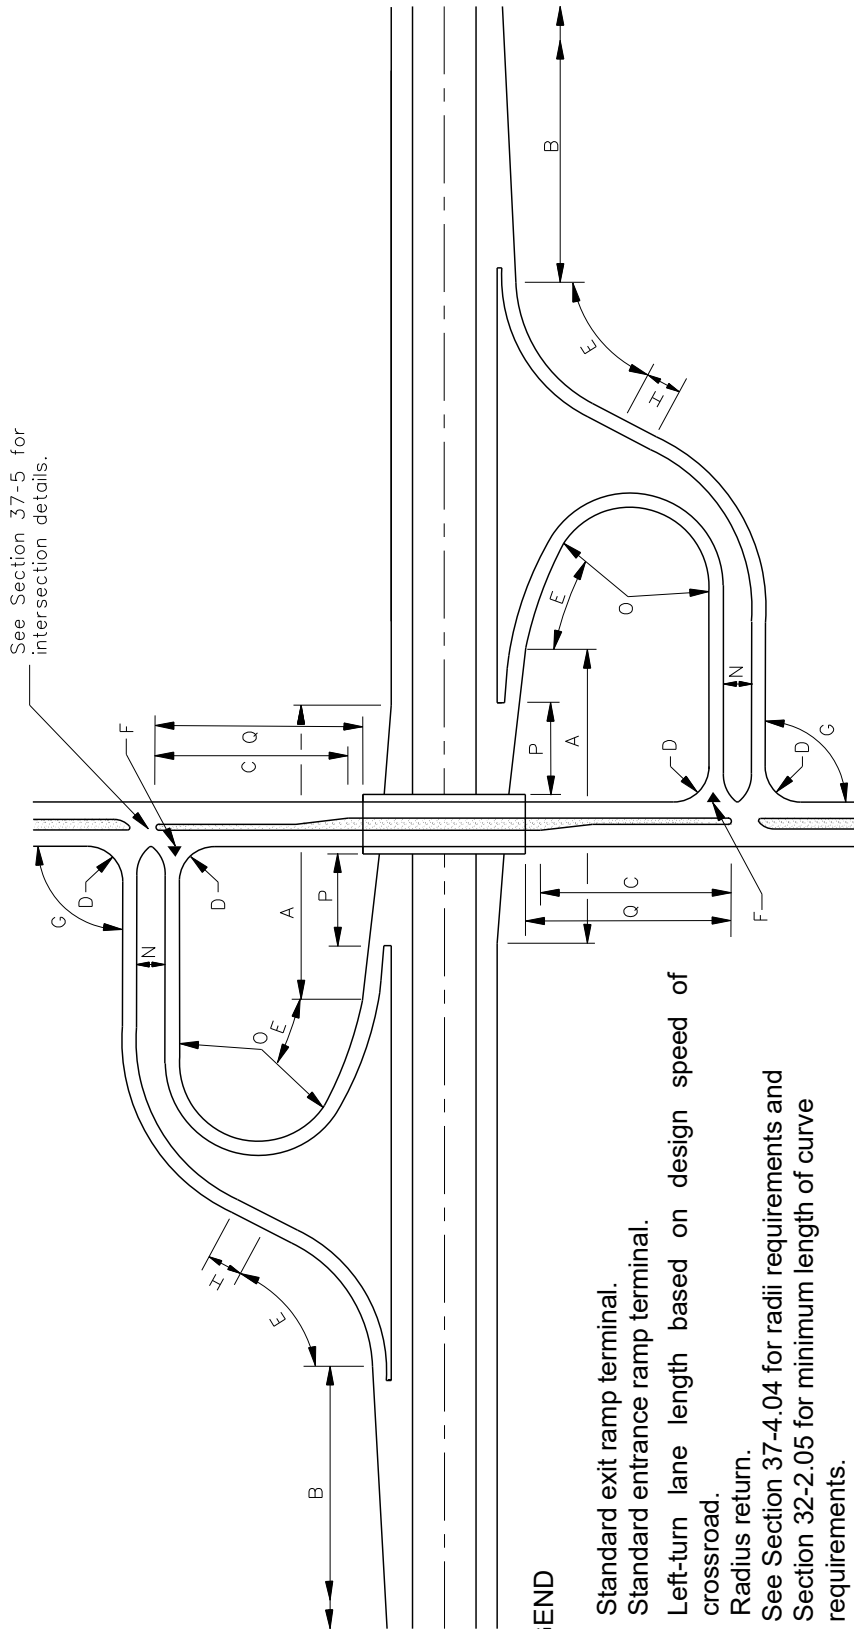 See Section 37-5 for
intersection details.
B
E
H
F
Q
C
A
P
E
O
N
D
G
G
D
D
N
O
E
A
P
H
E
B
C
Q
F
D
GEND
Standard exit ramp terminal.
Standard entrance ramp terminal.
Left-turn lane length based on design speed of
crossroad.
Radius return.
See Section 37-4.04 for radii requirements and
Section 32-2.05 for minimum length of curve
requirements.